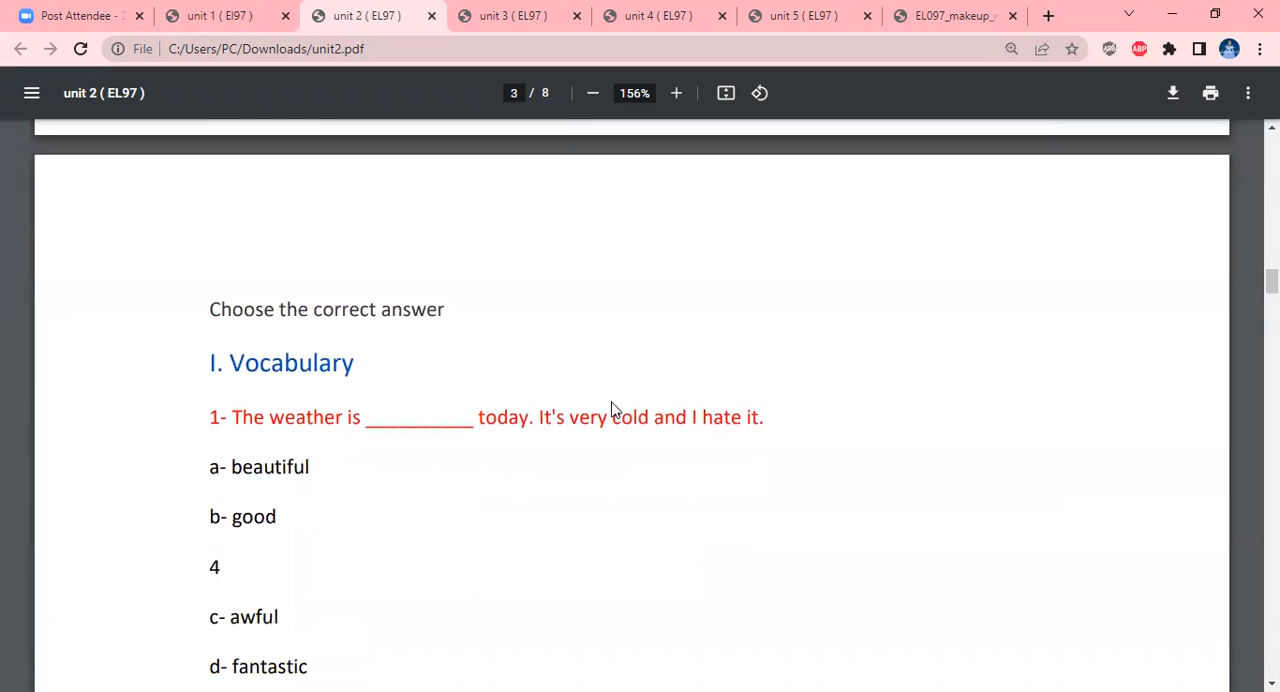 Post Attendee - Z
unit 1 ( El97 )
unit 2 ( EL97 )
unit 3 ( EL97 )
unit 4 ( EL97 )
unit 5 ( EL97 )
EL097_makeup_
File
C:/Users/PC/Downloads/unit2.pdf
ABP
unit 2 ( EL97 )
3 / 8
156%
Choose the correct answer
I. Vocabulary
1- The weather is __________ today. It's very cold and I hate it.
a- beautiful
b- good
4
c- awful
d- fantastic